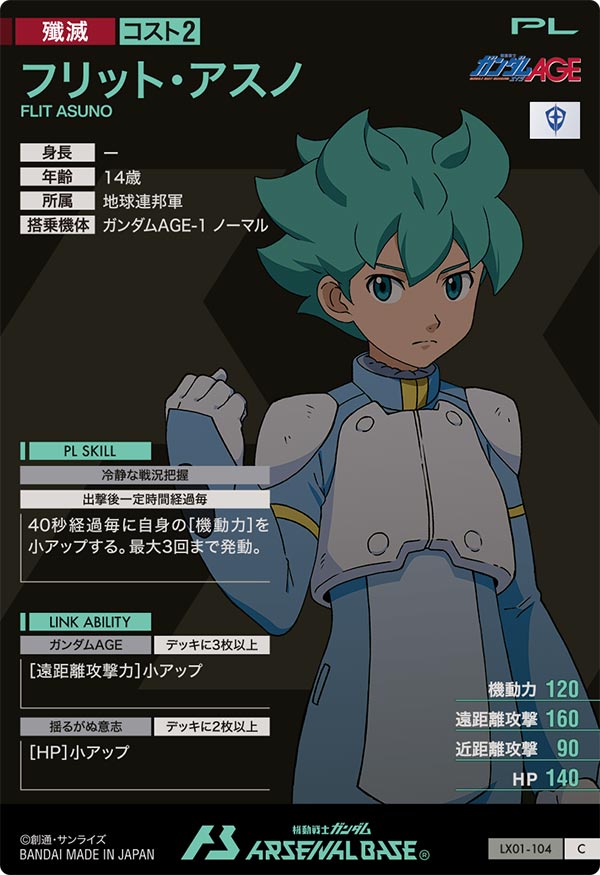 殲滅 コスト2
PL
フリット・アスノ
FLIT ASUNO
機動戦士
ガンダムAGE
身長 ー
年齢 14歳
所属 地球連邦軍
搭乗機体 ガンダムAGE-1 ノーマル
PL SKILL
冷静な戦況把握
出撃後一定時間経過毎
40秒経過毎に自身の[機動力]を
小アップする。最大3回まで発動。
LINK ABILITY
ガンダムAGE デッキに3枚以上
[遠距離攻撃力]小アップ
揺るがぬ意志 デッキに2枚以上
[HP]小アップ
機動力 120
遠距離攻撃 160
近距離攻撃 90
HP 140
©創通・サンライズ
BANDAI MADE IN JAPAN
機動戦士ガンダム
ARSENAL BASE®
LX01-104 C